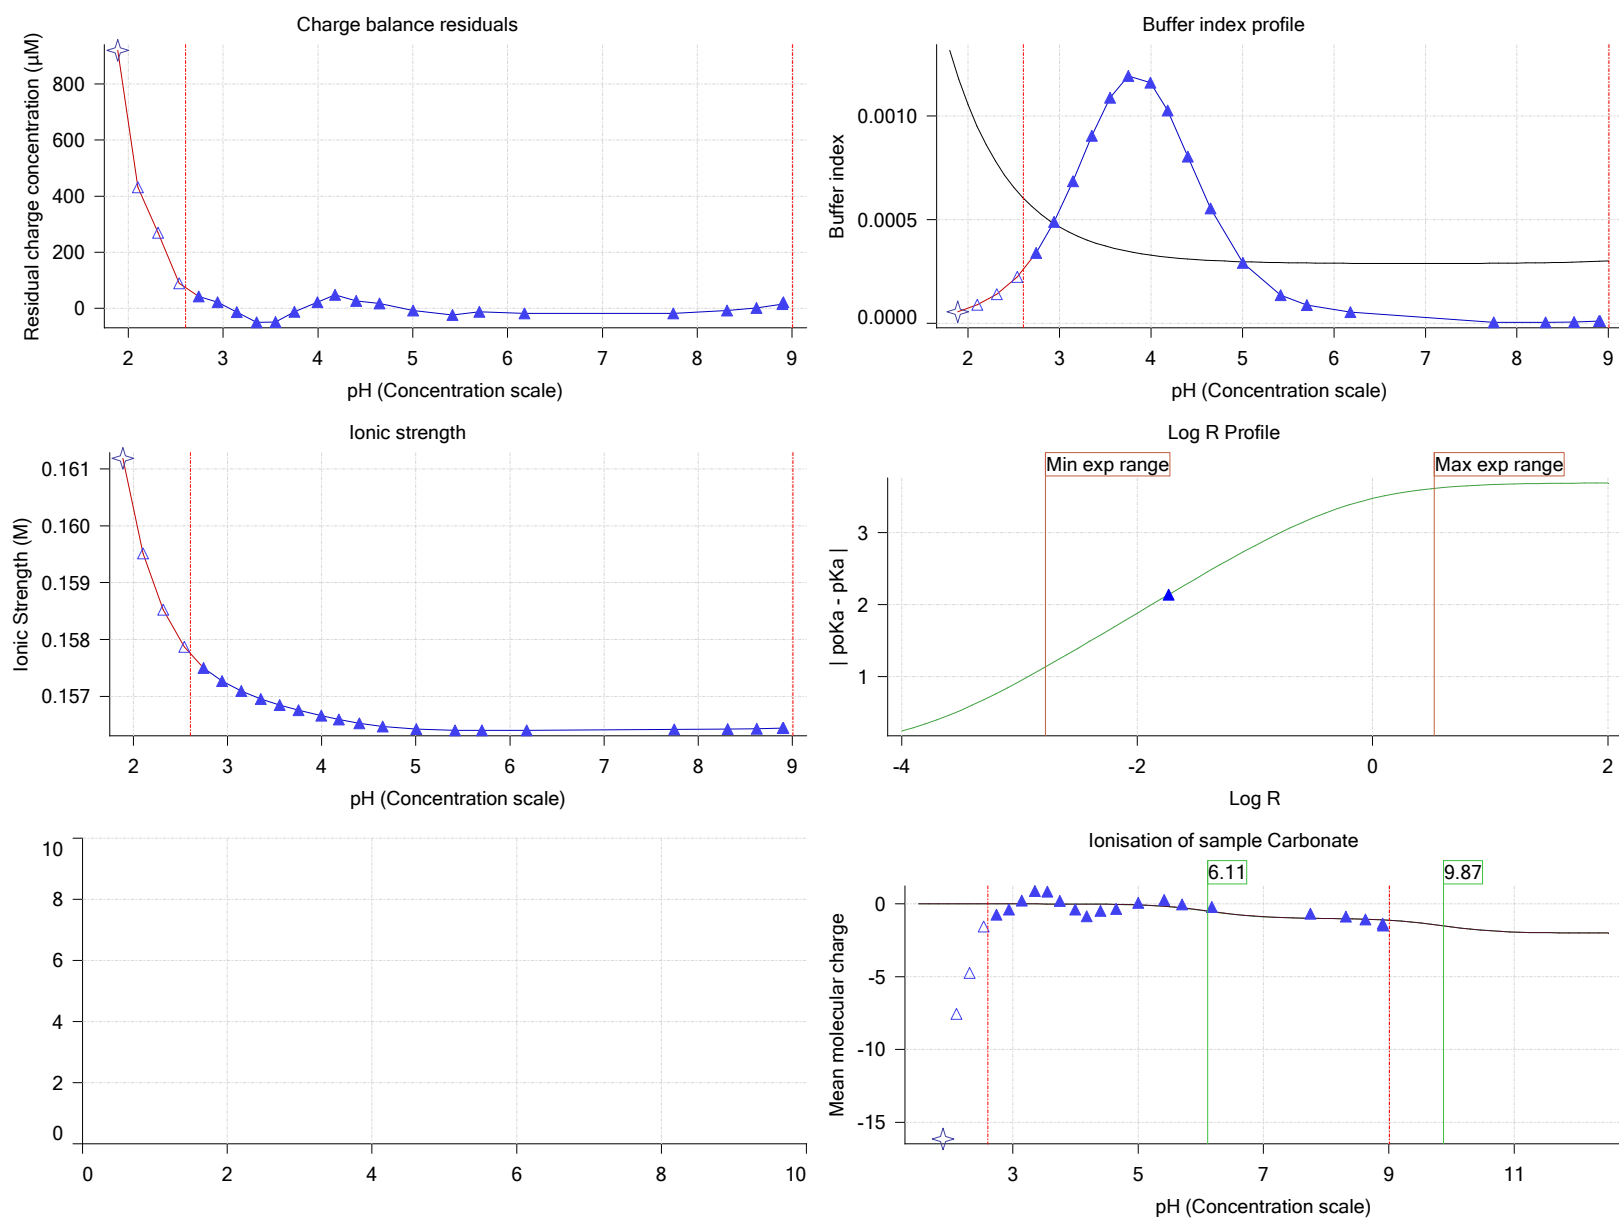 Charge balance residuals
Residual charge concentration (µM)
800
600
400
200
0
2 3 4 5 6 7 8 9
pH (Concentration scale)
Buffer index profile
Buffer index
0.0010
0.0005
0.0000
2 3 4 5 6 7 8 9
pH (Concentration scale)
Ionic strength
Ionic Strength (M)
0.161
0.160
0.159
0.158
0.157
2 3 4 5 6 7 8 9
pH (Concentration scale)
Log R Profile
Min exp range
Max exp range
| poKa - pKa |
3
2
1
-4 -2 0 2
Log R
10
8
6
4
2
0
0 2 4 6 8 10
Ionisation of sample Carbonate
6.11
9.87
Mean molecular charge
0
-5
-10
-15
3 5 7 9 11
pH (Concentration scale)